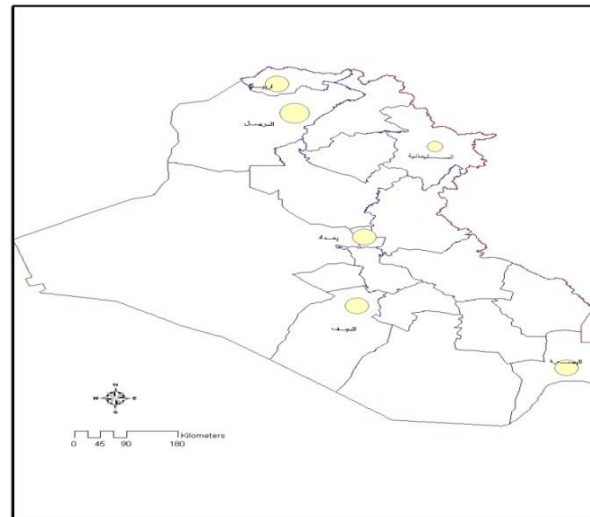 الموصل
السليمانية
بغداد
النجف
البصرة
N
W E
S
Kilometers
0 45 90 180